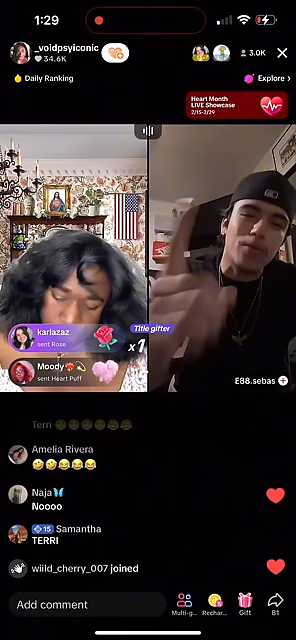 1:29
_voidpsyiconic
34.6K
3.0K
Daily Ranking
Explore >
Heart Month
LIVE Showcase
2/15-2/29
karlazaz
sent Rose
Title gifter
x 1
Moody
sent Heart Puff
E88.sebas
Terri
Amelia Rivera
Naja
Noooo
15 Samantha
TERRI
wiild_cherry_007 joined
Add comment
Multi-g...
Rechar...
Gift
81